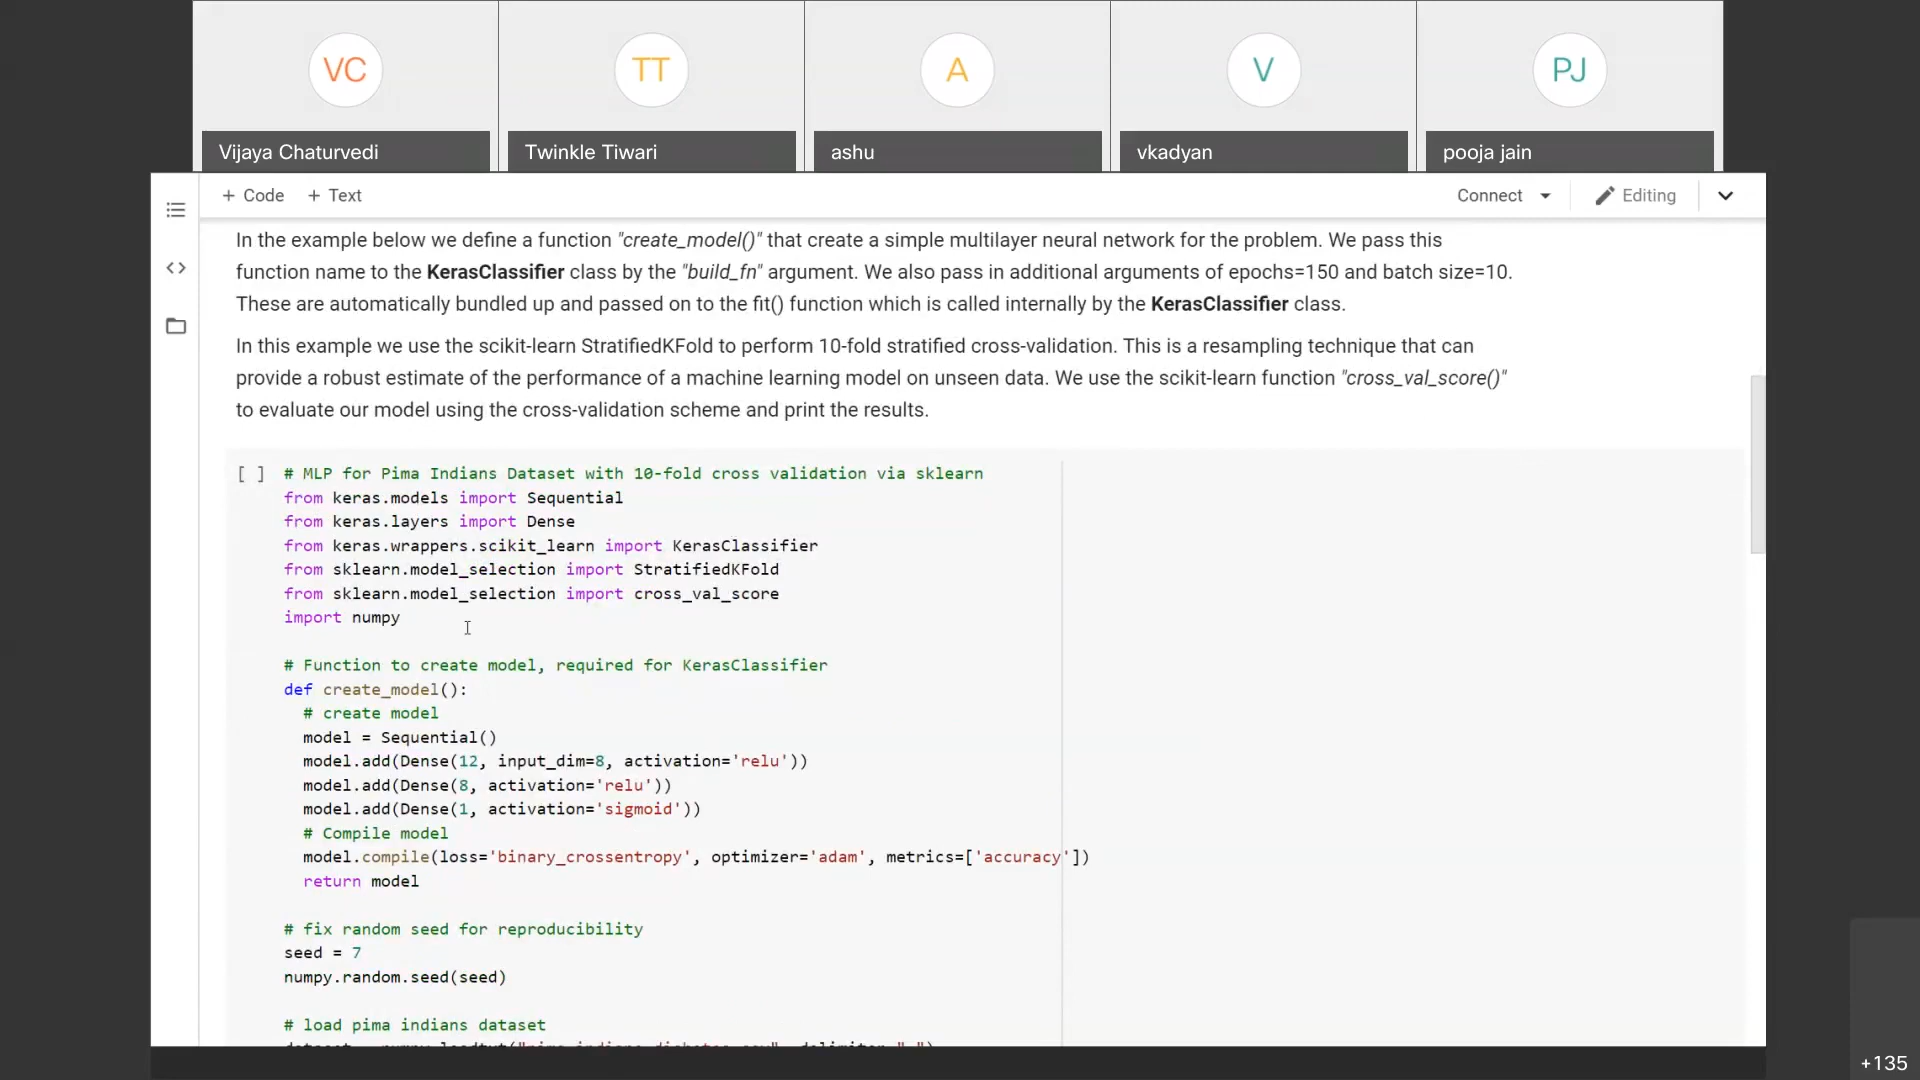 VC
TT
A
V
PJ
Vijaya Chaturvedi
Twinkle Tiwari
ashu
vkadyan
pooja jain
+ Code + Text
Connect
Editing
In the example below we define a function "create_model()" that create a simple multilayer neural network for the problem. We pass this
function name to the KerasClassifier class by the "build_fn" argument. We also pass in additional arguments of epochs=150 and batch size=10.
These are automatically bundled up and passed on to the fit() function which is called internally by the KerasClassifier class.
In this example we use the scikit-learn StratifiedKFold to perform 10-fold stratified cross-validation. This is a resampling technique that can
provide a robust estimate of the performance of a machine learning model on unseen data. We use the scikit-learn function "cross_val_score()"
to evaluate our model using the cross-validation scheme and print the results.
[ ] # MLP for Pima Indians Dataset with 10-fold cross validation via sklearn
from keras.models import Sequential
from keras.layers import Dense
from keras.wrappers.scikit_learn import KerasClassifier
from sklearn.model_selection import StratifiedKFold
from sklearn.model_selection import cross_val_score
import numpy
# Function to create model, required for KerasClassifier
def create_model():
# create model
model = Sequential()
model.add(Dense(12, input_dim=8, activation='relu'))
model.add(Dense(8, activation='relu'))
model.add(Dense(1, activation='sigmoid'))
# Compile model
model.compile(loss='binary_crossentropy', optimizer='adam', metrics=['accuracy'])
return model
# fix random seed for reproducibility
seed = 7
numpy.random.seed(seed)
# load pima indians dataset
+135